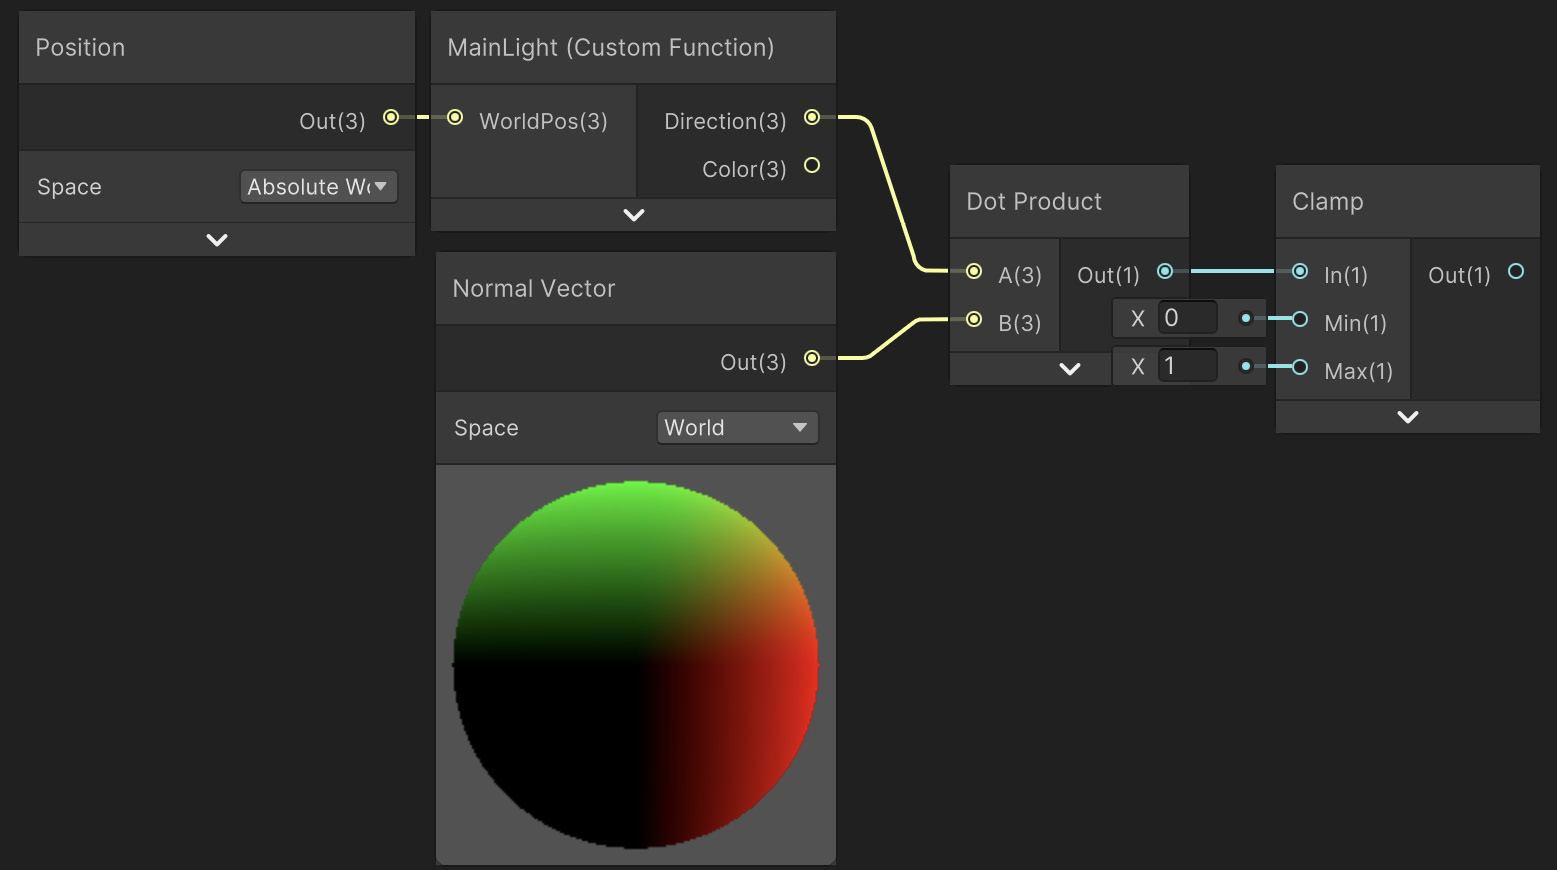 Position
Out(3)
Space
Absolute Wo
MainLight (Custom Function)
WorldPos(3)
Direction(3)
Color(3)
Normal Vector
Out(3)
Space
World
Dot Product
A(3)
Out(1)
B(3)
X 0
X 1
Clamp
In(1)
Out(1)
Min(1)
Max(1)